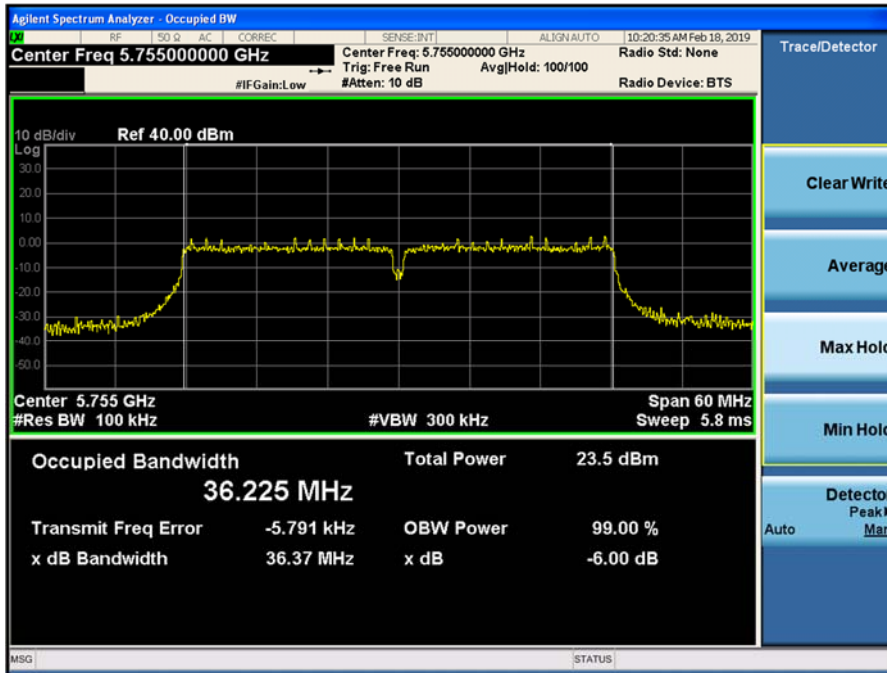 Agilent Spectrum Analyzer - Occupied BW
LXI RF 50 Ω AC CORREC SENSE:INT ALIGN AUTO 10:20:35 AM Feb 18, 2019
Center Freq 5.755000000 GHz
Center Freq: 5.755000000 GHz
Radio Std: None
Trig: Free Run Avg|Hold: 100/100
#IFGain:Low #Atten: 10 dB Radio Device: BTS
10 dB/div Ref 40.00 dBm
Log
30.0
20.0
10.0
0.00
-10.0
-20.0
-30.0
-40.0
-50.0
Center 5.755 GHz Span 60 MHz
#Res BW 100 kHz #VBW 300 kHz Sweep 5.8 ms
Occupied Bandwidth Total Power 23.5 dBm
36.225 MHz
Transmit Freq Error -5.791 kHz OBW Power 99.00 %
x dB Bandwidth 36.37 MHz x dB -6.00 dB
MSG STATUS
Trace/Detector
Clear Write
Average
Max Hold
Min Hold
Detecto
Peak
Auto Man